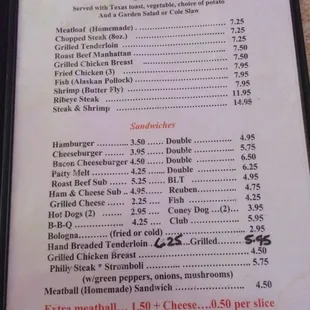 Served with Texas toast, vegetable, choice of potato
And a Garden Salad or Cole Slaw
Meatloaf (Homemade) 7.25
Chopped Steak (8oz.) 7.25
Grilled Tenderloin 7.25
Roast Beef Manhattan 7.50
Grilled Chicken Breast 7.50
Fried Chicken (3) 7.95
Fish (Alaskan Pollock) 7.95
Shrimp (Butter Fly) 7.95
Ribeye Steak 11.95
Steak & Shrimp 14.95
Sandwiches
Hamburger 3.50 Double 4.95
Cheeseburger 3.95 Double 5.75
Bacon Cheeseburger 4.50 Double 6.50
Patty Melt 4.25 Double 6.25
Roast Beef Sub 5.25 BLT 4.95
Ham & Cheese Sub 4.95 Reuben 4.75
Grilled Cheese 2.25 Fish 4.25
Hot Dogs (2) 2.95 Coney Dog (2) 3.95
B-B-Q 4.25 Club 5.95
Bologna (fried or cold) 2.95
Hand Breaded Tenderloin 6.25 Grilled 5.95
Grilled Chicken Breast 4.50
Philly Steak * Stromboli 5.75
(w/green peppers, onions, mushrooms)
Meatball (Homemade) Sandwich 4.50
Extra meatball.... 1.50 + Cheese....0.50 per slice